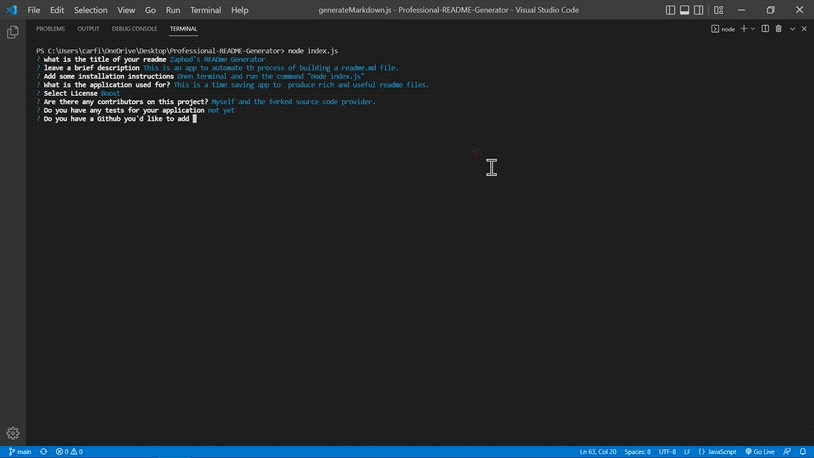 File Edit Selection View Go Run Terminal Help generateMarkdown.js - Professional-README-Generator - Visual Studio Code
PROBLEMS OUTPUT DEBUG CONSOLE TERMINAL node
PS C:\Users\carfi\OneDrive\Desktop\Professional-README-Generator> node index.js
? what is the title of your readme Zaphod's READme Generator
? leave a brief description This is an app to automate th process of building a readme.md file.
? Add some installation instructions Onen terminal and run the command "node index.js"
? What is the application used for? This is a time saving app to  produce rich and useful readme files.
? Select License Boost
? Are there any contributors on this project? Myself and the forked source code provider.
? Do you have any tests for your application not yet
? Do you have a Github you'd like to add
main 0 0 Ln 63, Col 20 Spaces: 8 UTF-8 LF {} JavaScript Go Live